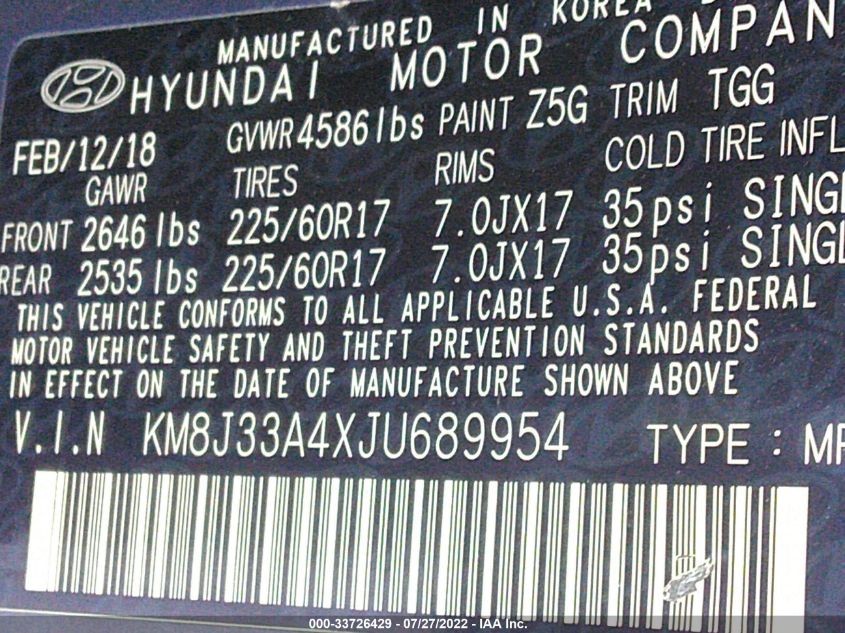 MANUFACTURED IN KOREA
HYUNDAI MOTOR COMPAN
FEB/12/18 GVWR 4586 lbs PAINT Z5G TRIM TGG
GAWR TIRES RIMS COLD TIRE INFL
FRONT 2646 lbs 225/60R17 7.0JX17 35psi SINGL
REAR 2535 lbs 225/60R17 7.0JX17 35psi SINGL
THIS VEHICLE CONFORMS TO ALL APPLICABLE U.S.A. FEDERAL
MOTOR VEHICLE SAFETY AND THEFT PREVENTION STANDARDS
IN EFFECT ON THE DATE OF MANUFACTURE SHOWN ABOVE
V.I.N KM8J33A4XJU689954 TYPE : MP
000-33726429 - 07/27/2022 - IAA Inc.